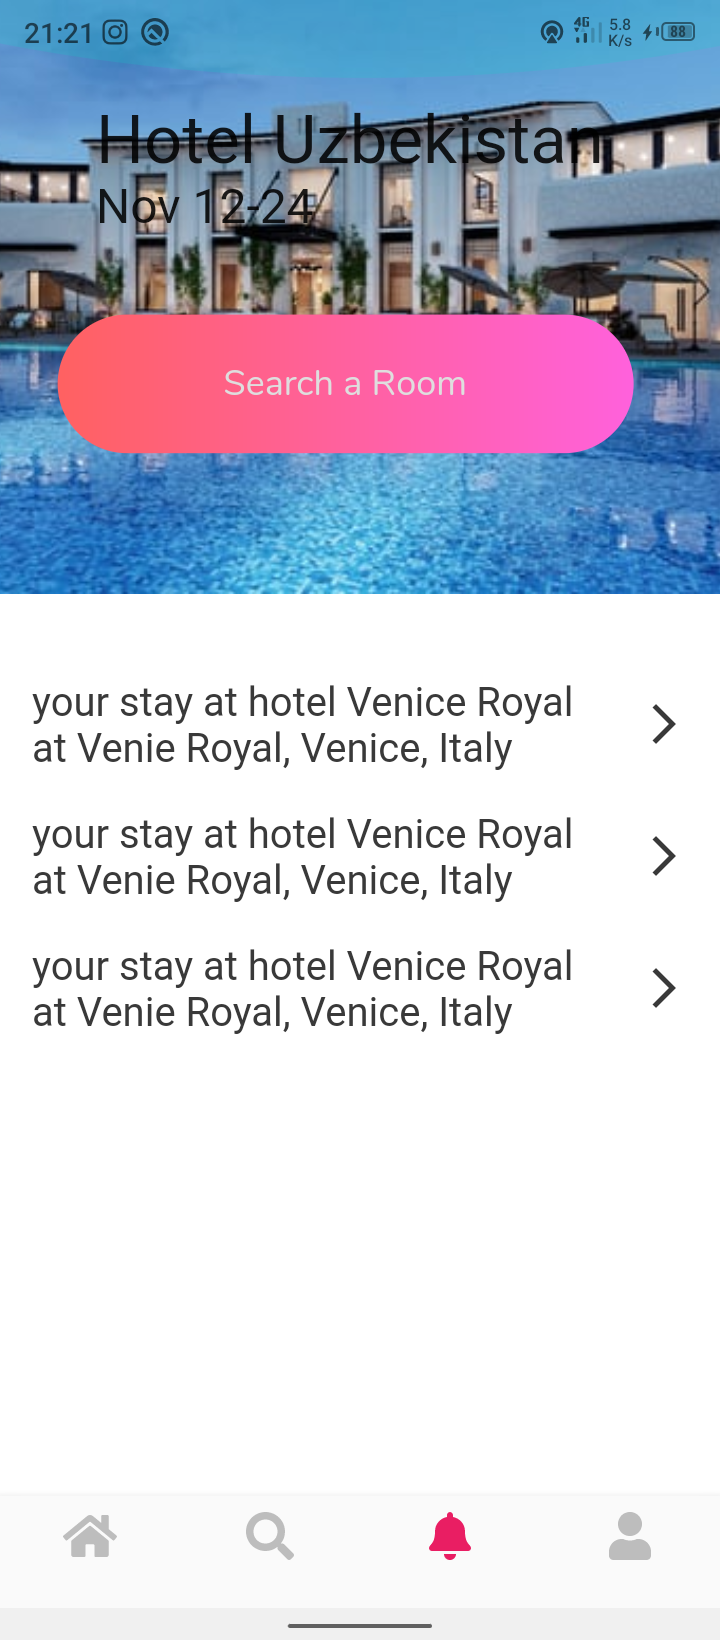 21:21
4G
5.8
K/s
88
Hotel Uzbekistan
Nov 12-24
Search a Room
your stay at hotel Venice Royal
at Venie Royal, Venice, Italy
your stay at hotel Venice Royal
at Venie Royal, Venice, Italy
your stay at hotel Venice Royal
at Venie Royal, Venice, Italy